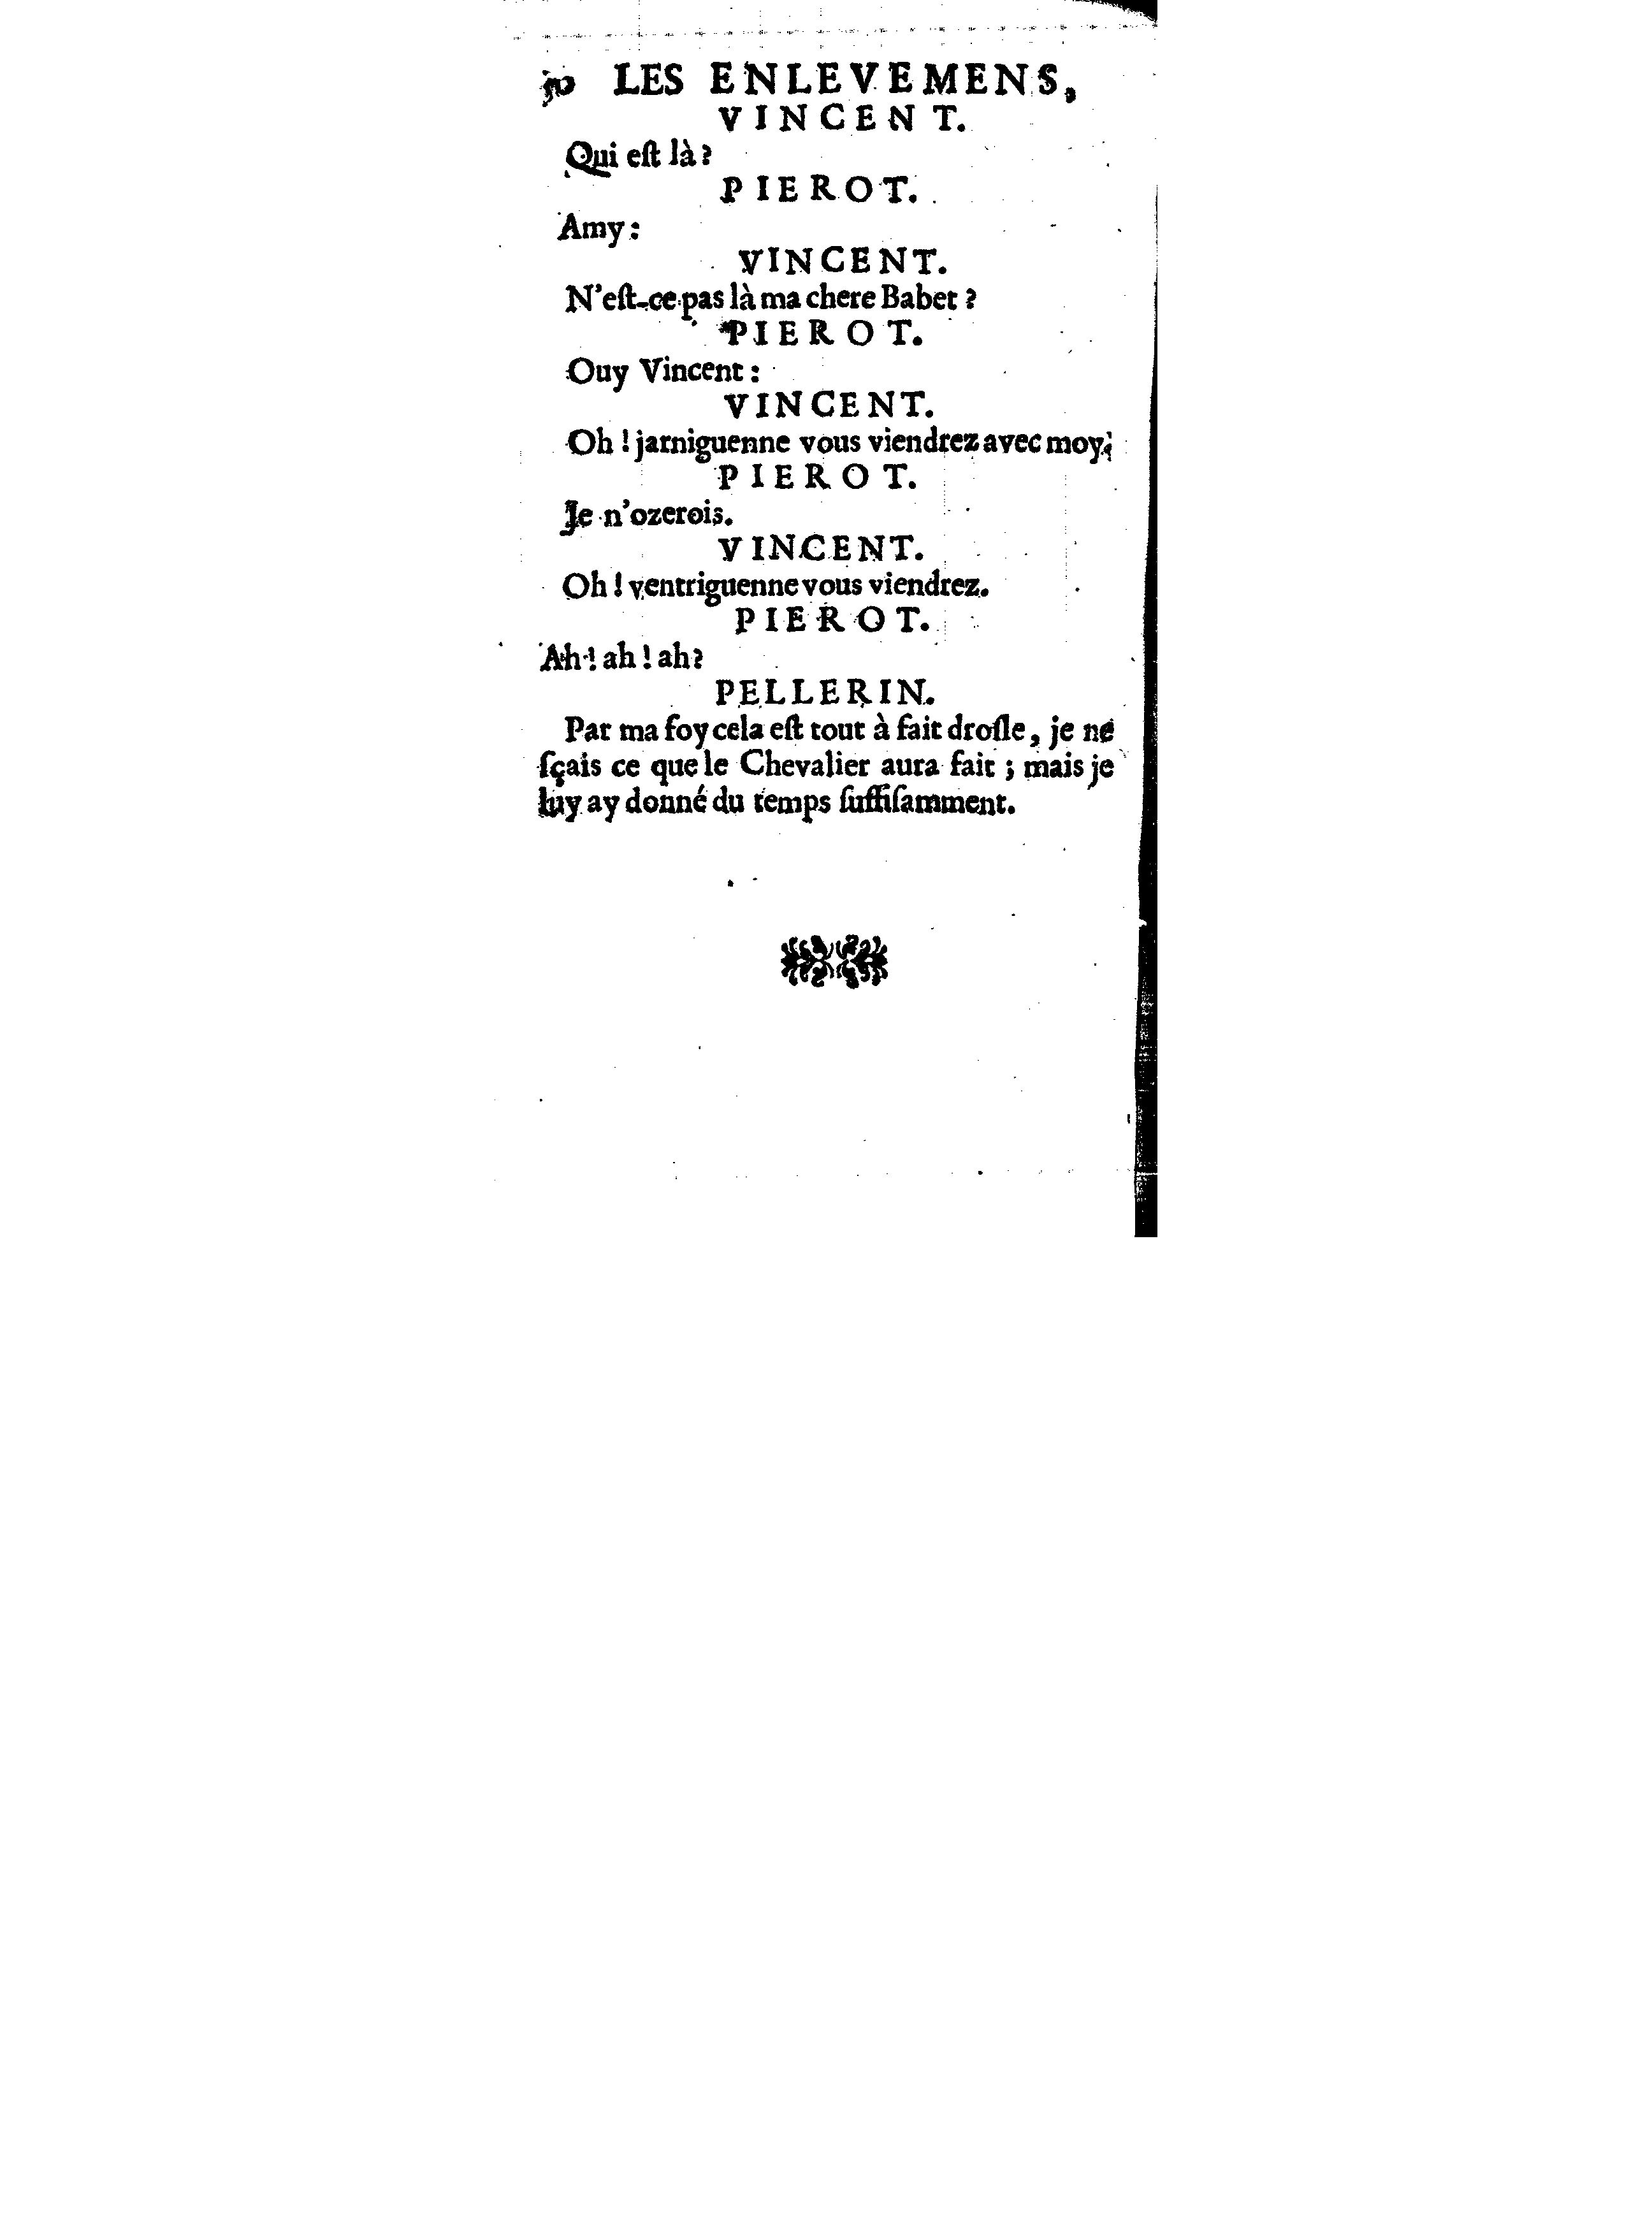 50 LES ENLEVEMENS,
VINCENT.
Qui eſt là?
PIEROT.
Amy:
VINCENT.
N'eſt-ce pas là ma chere Babet?
PIEROT.
Ouy Vincent:
VINCENT.
Oh! jarniguenne vous viendrez avec moy;
PIEROT.
Je n'ozerois.
VINCENT.
Oh! ventriguenne vous viendrez.
PIEROT.
Ah! ah! ah?
PELLERIN.
Par ma foy cela eſt tout à fait droſle, je ne
ſçais ce que le Chevalier aura fait; mais je
luy ay donné du temps ſuffiſamment.